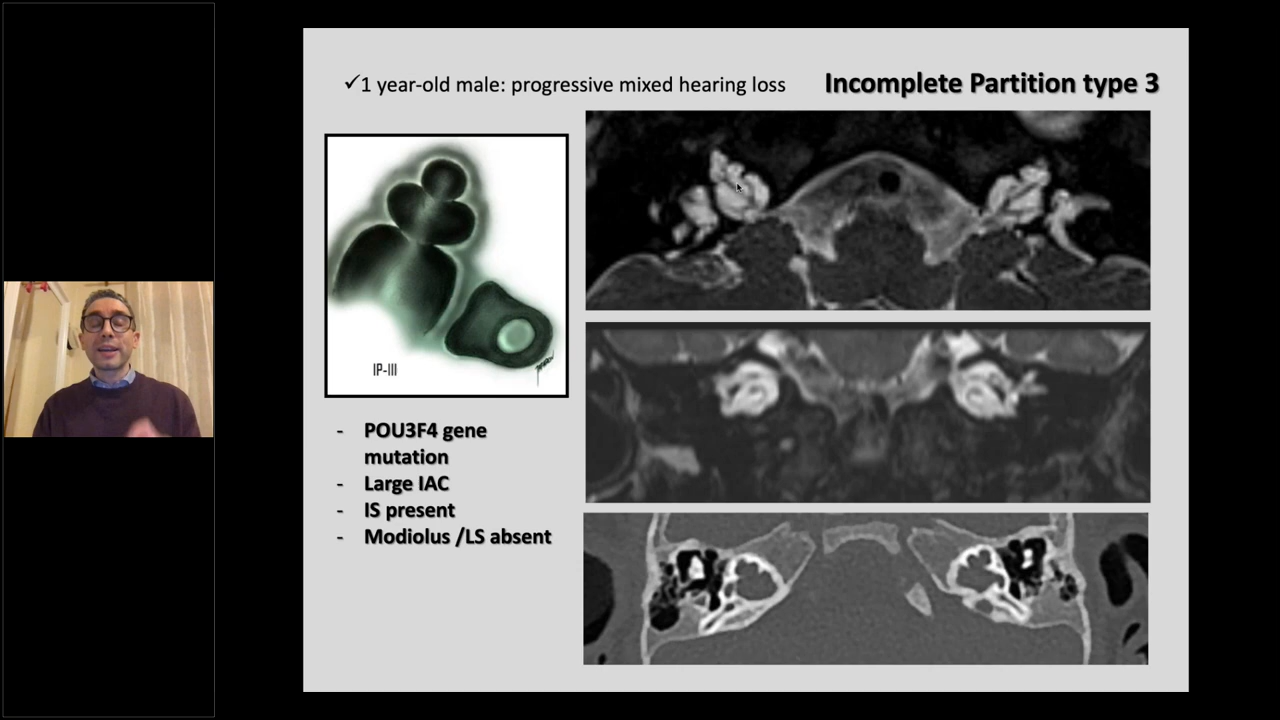 ✓1 year-old male: progressive mixed hearing loss
Incomplete Partition type 3
IP-III
- POU3F4 gene
mutation
- Large IAC
- IS present
- Modiolus /LS absent